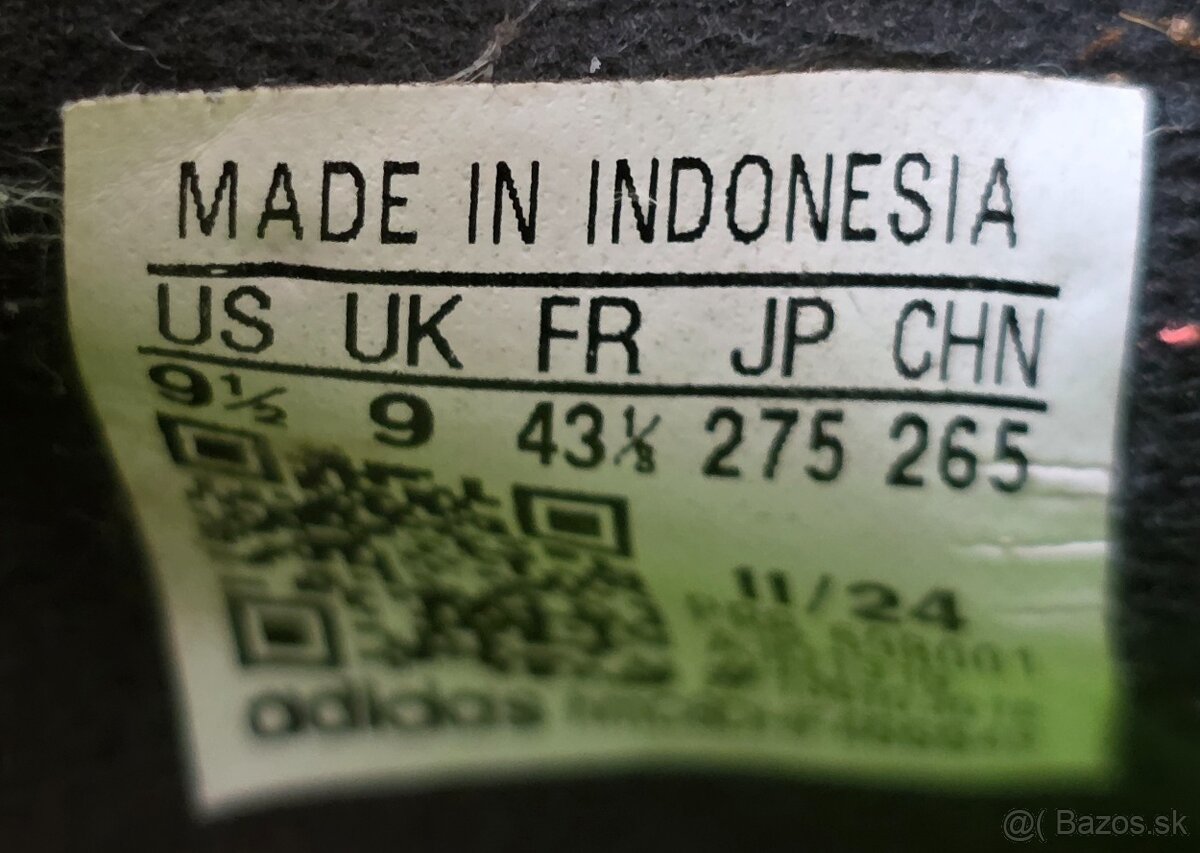 MADE IN INDONESIA
US UK FR JP CHN
9½ 9 43⅓ 275 265
11/24
adidas
@( Bazos.sk